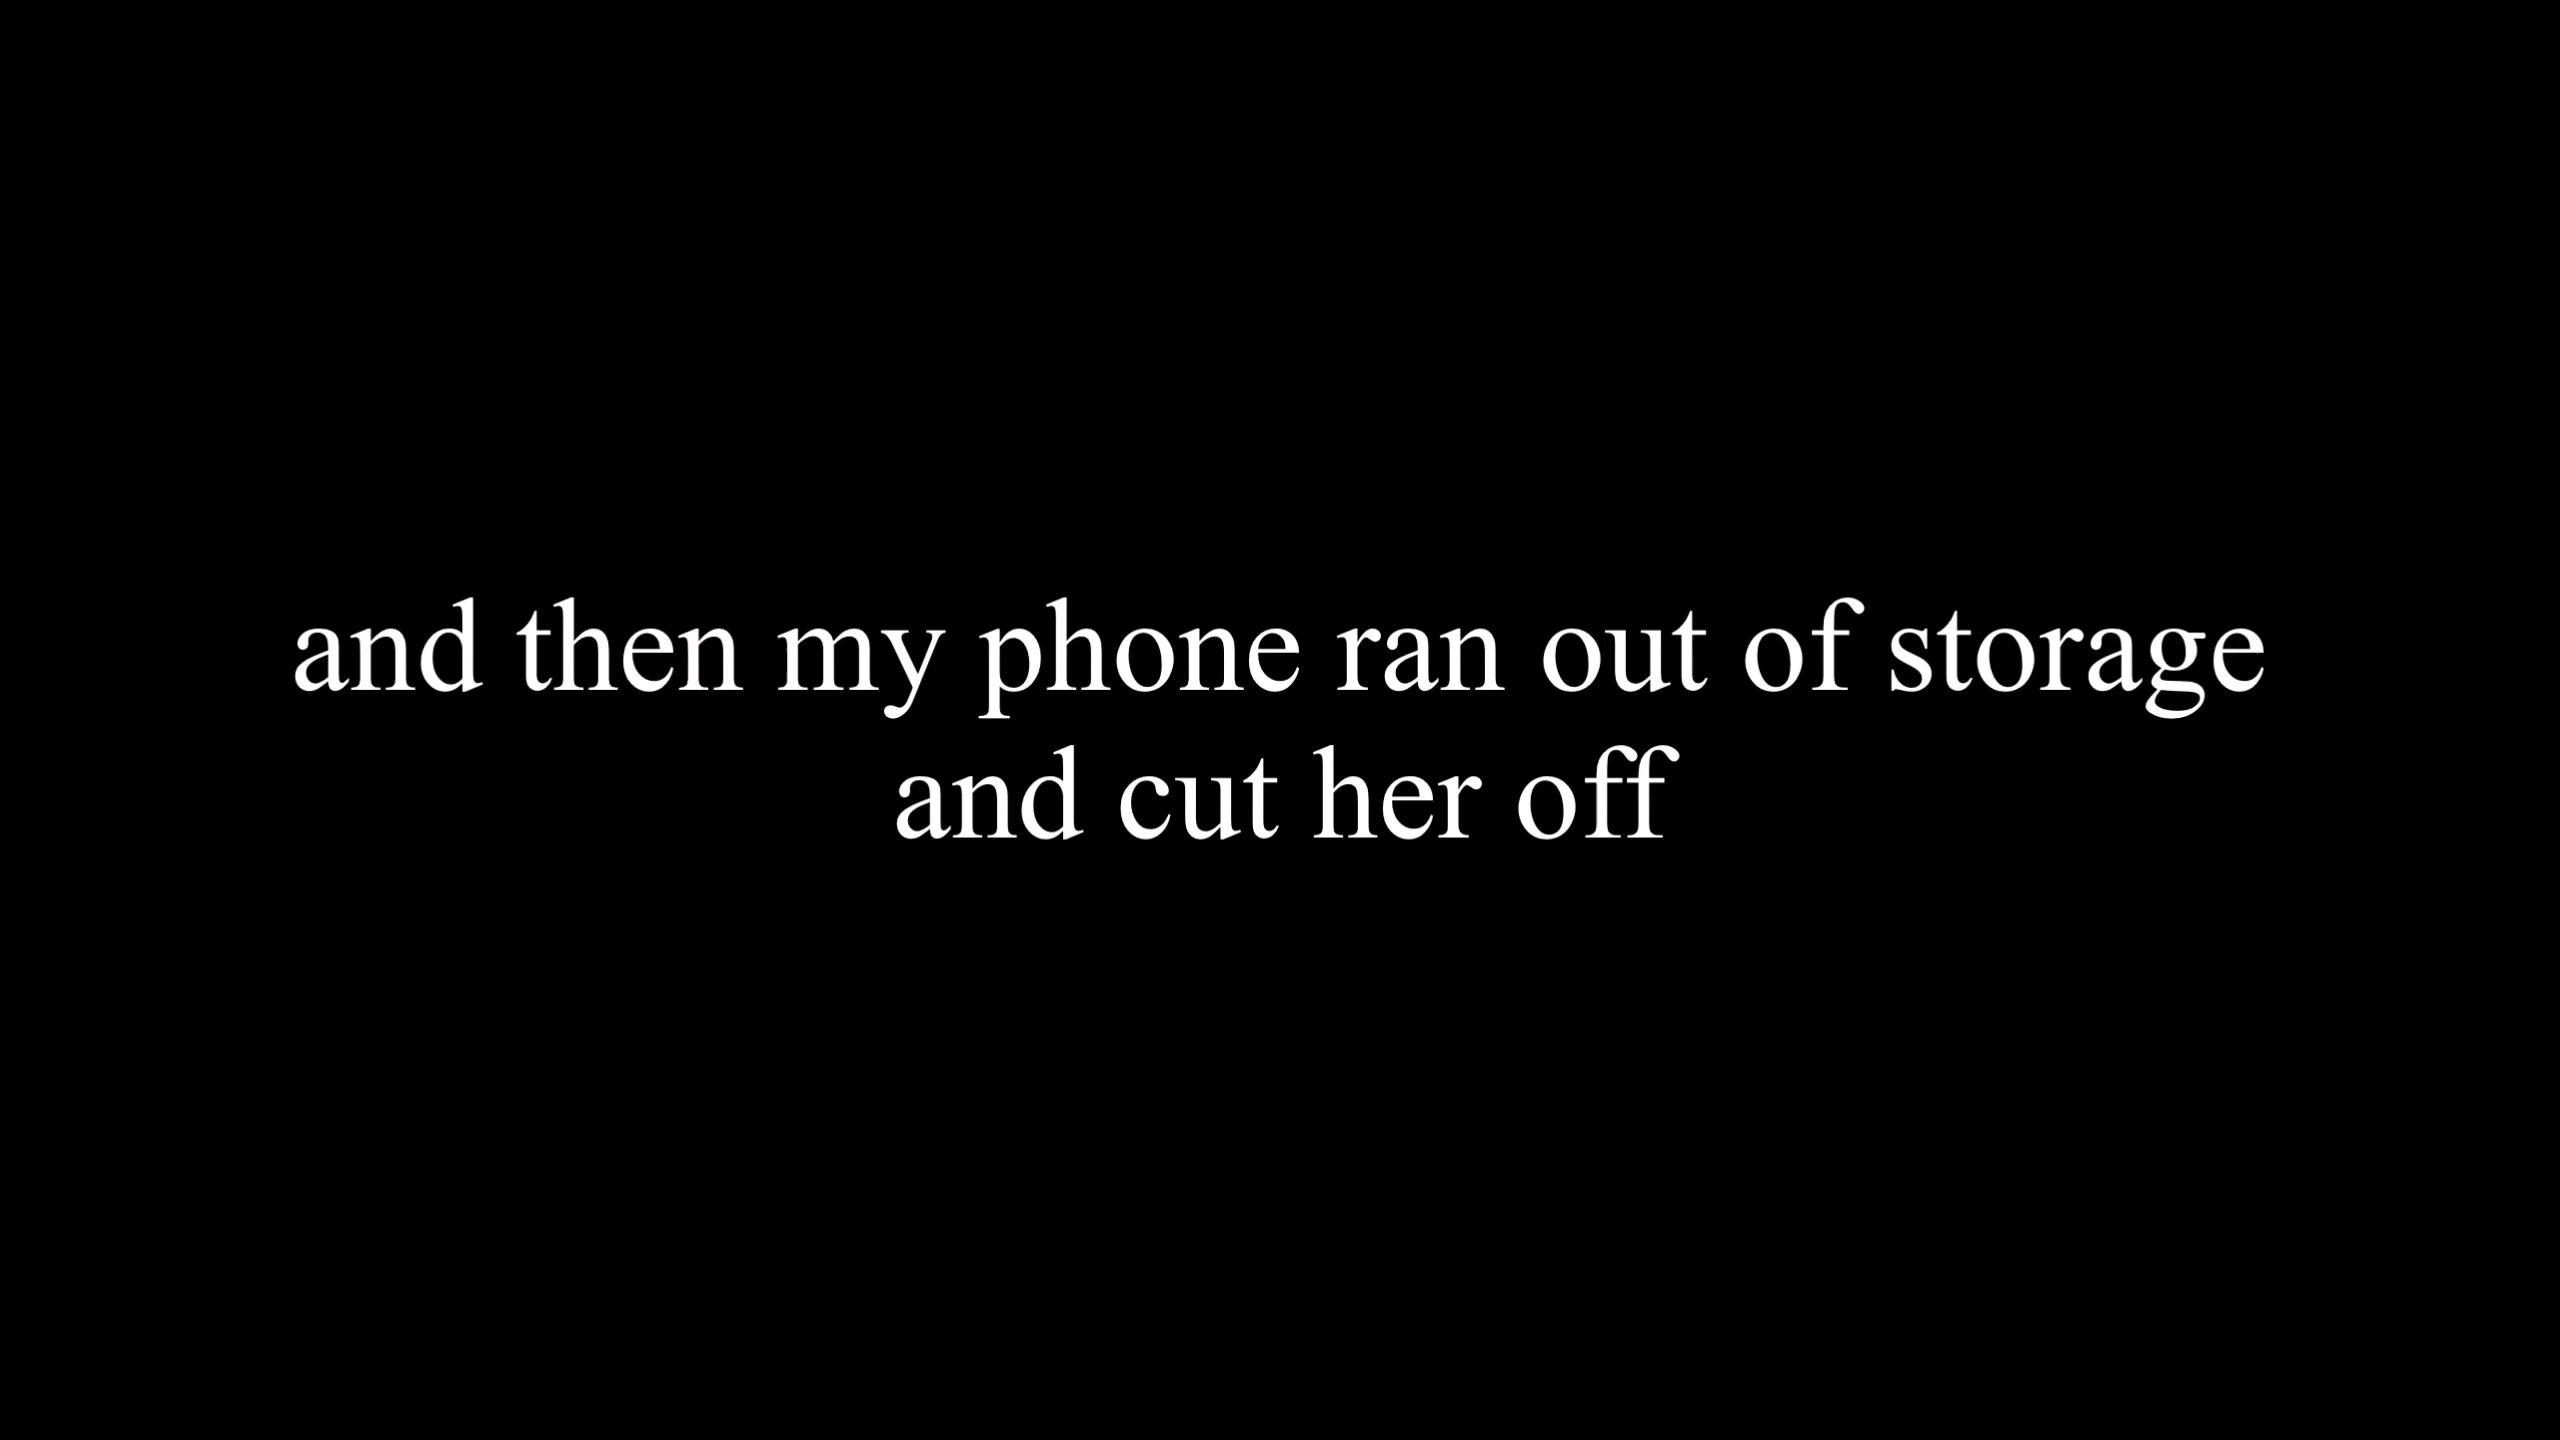 and then my phone ran out of storage
and cut her off